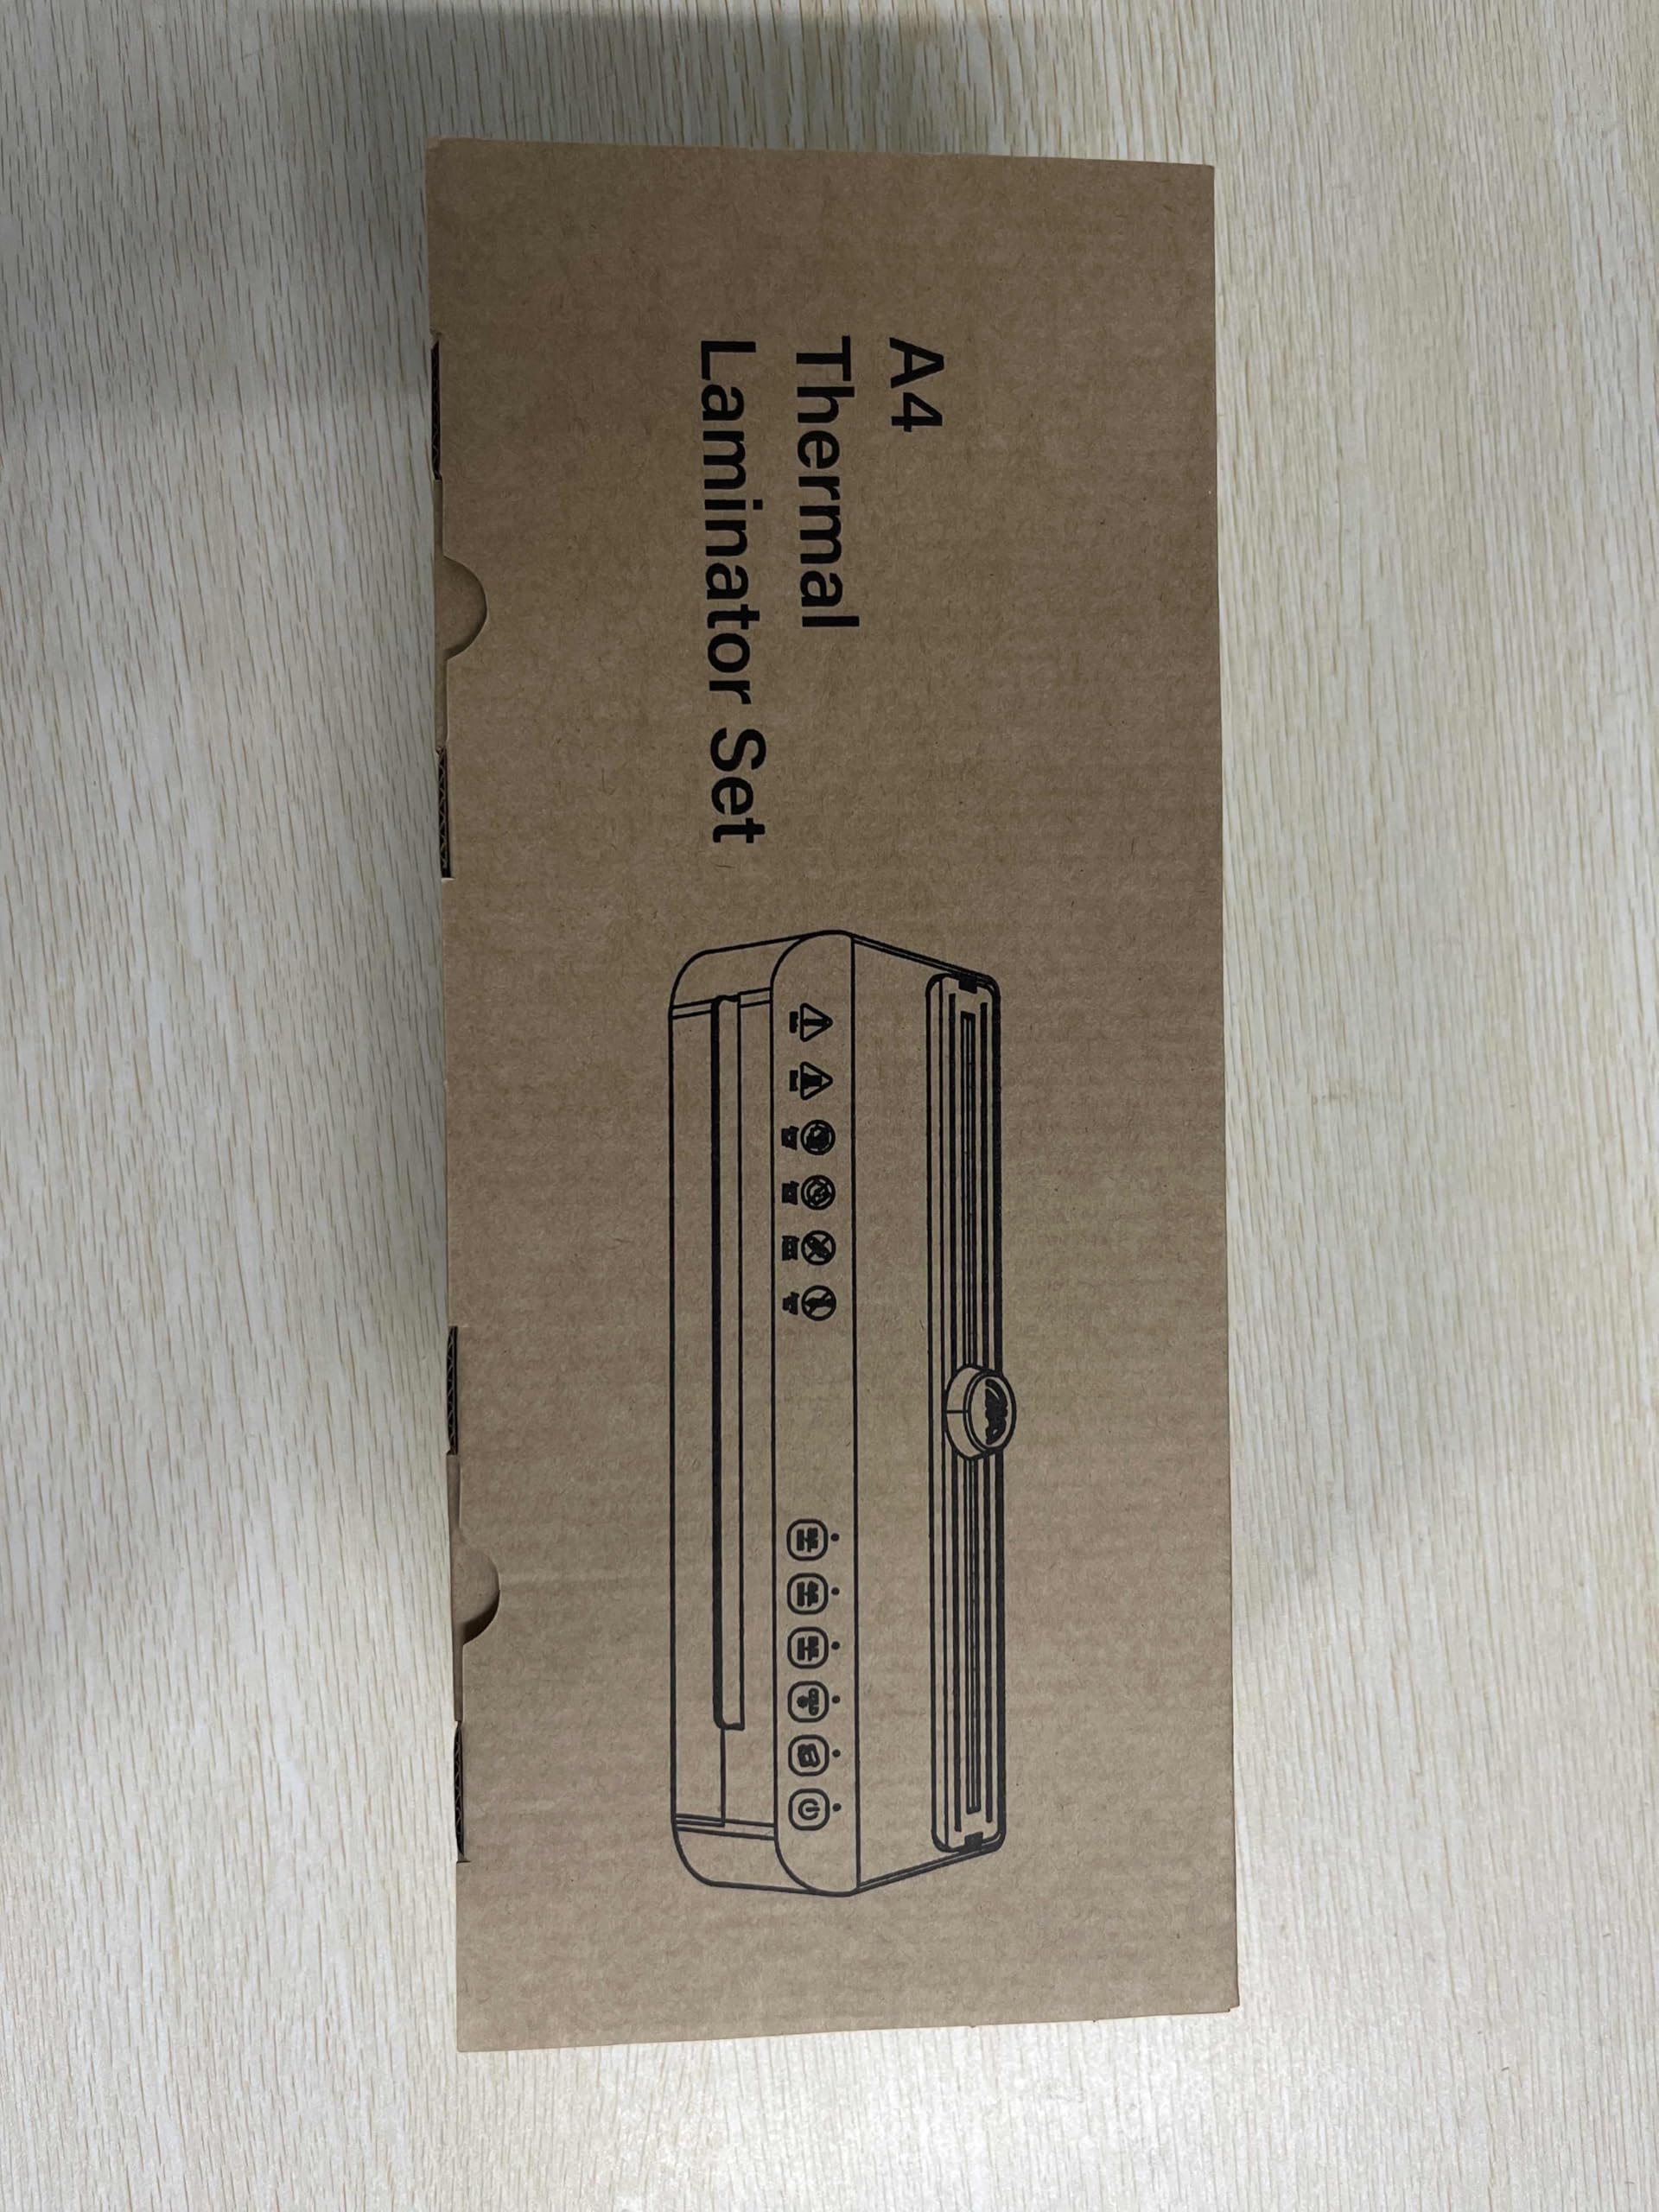 A4
Thermal
Laminator Set